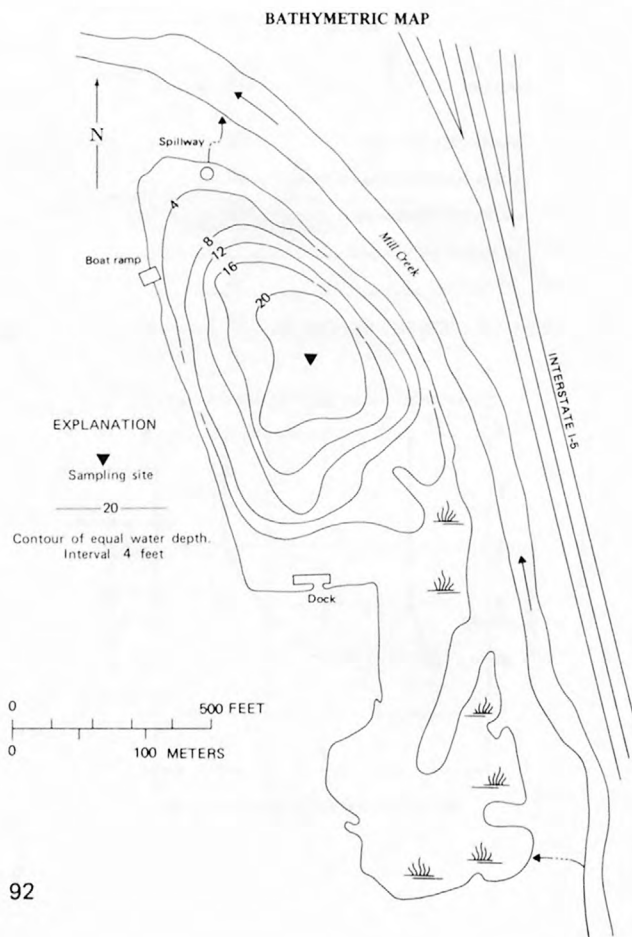 BATHYMETRIC MAP
N
Spillway
4
Mill Creek
8
12
Boat ramp
16
20
INTERSTATE I-5
EXPLANATION
Sampling site
20
Contour of equal water depth.
Interval 4 feet
Dock
0 500 FEET
0 100 METERS
92